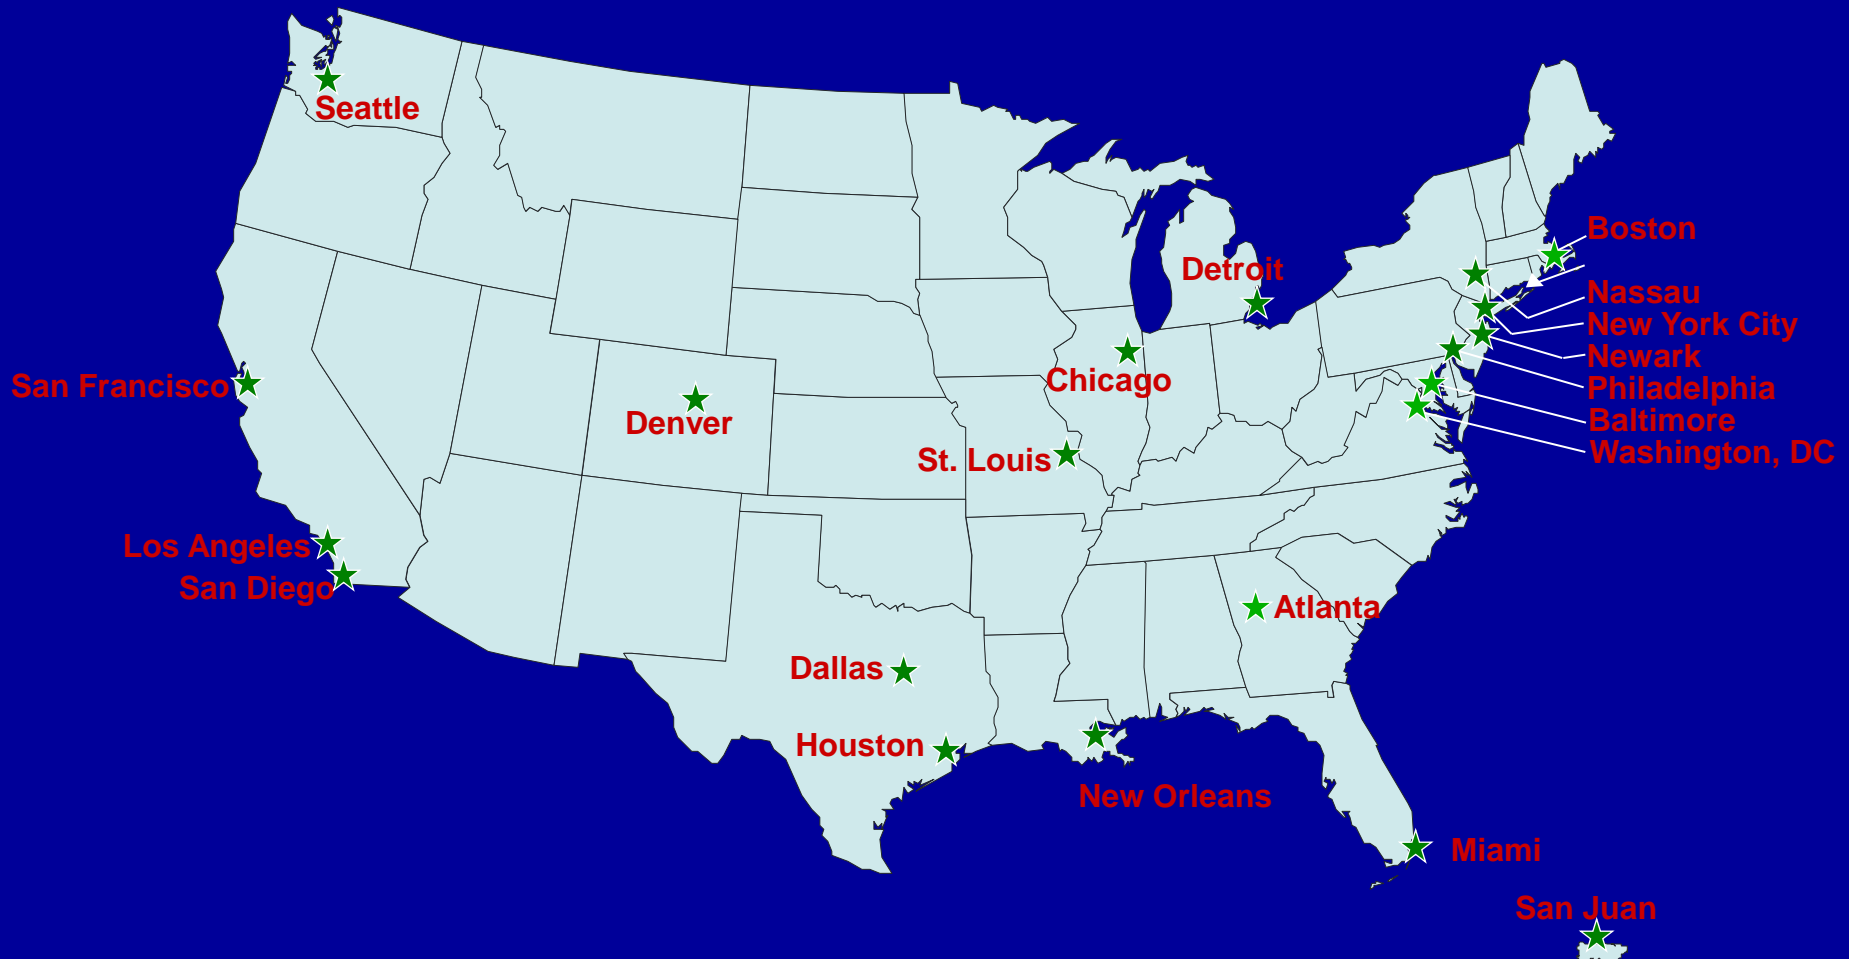 Seattle
Boston
Detroit
Nassau
New York City
Newark
Chicago
San Francisco
Philadelphia
Denver
Baltimore
St. Louis
Washington, DC
Los Angeles
San Diego
Atlanta
Dallas
Houston
New Orleans
Miami
San Juan